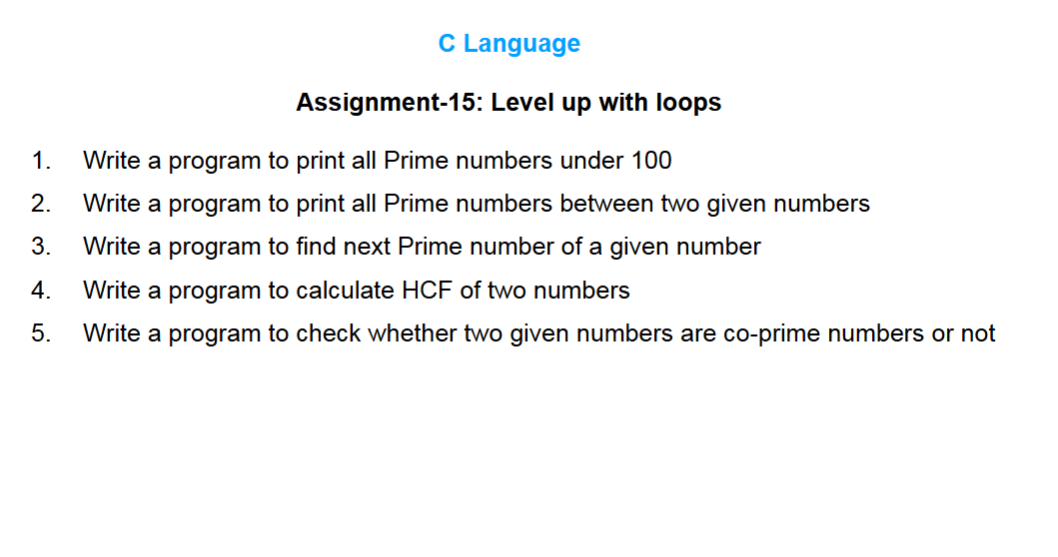 C Language
Assignment-15: Level up with loops
1. Write a program to print all Prime numbers under 100
2. Write a program to print all Prime numbers between two given numbers
3. Write a program to find next Prime number of a given number
4. Write a program to calculate HCF of two numbers
5. Write a program to check whether two given numbers are co-prime numbers or not